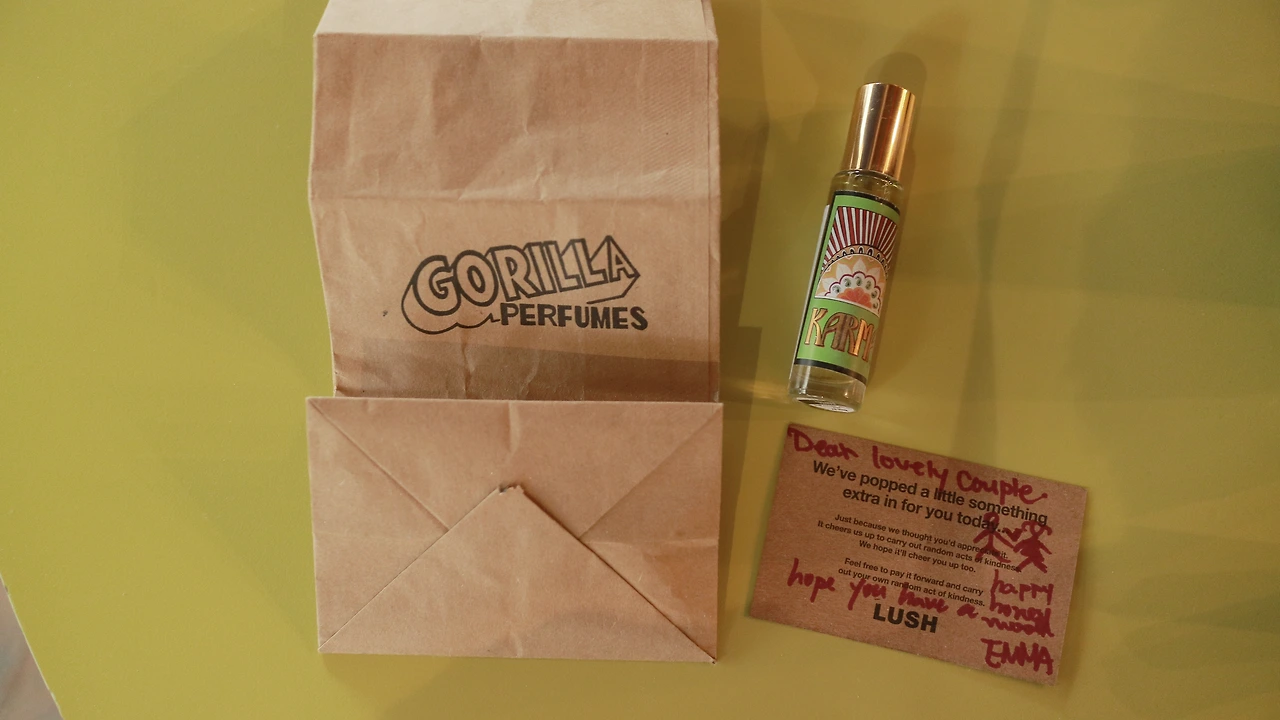 GORILLA
PERFUMES
KARMA
Dear lovely couple.
We've popped a little something
extra in for you today...
Just because we thought you'd appreciate it.
It cheers us up to carry out random acts of kindness.
We hope it'll cheer you up too.
Feel free to pay it forward and carry
out your own random act of kindness.
hope you have a happy
LUSH
EMMA